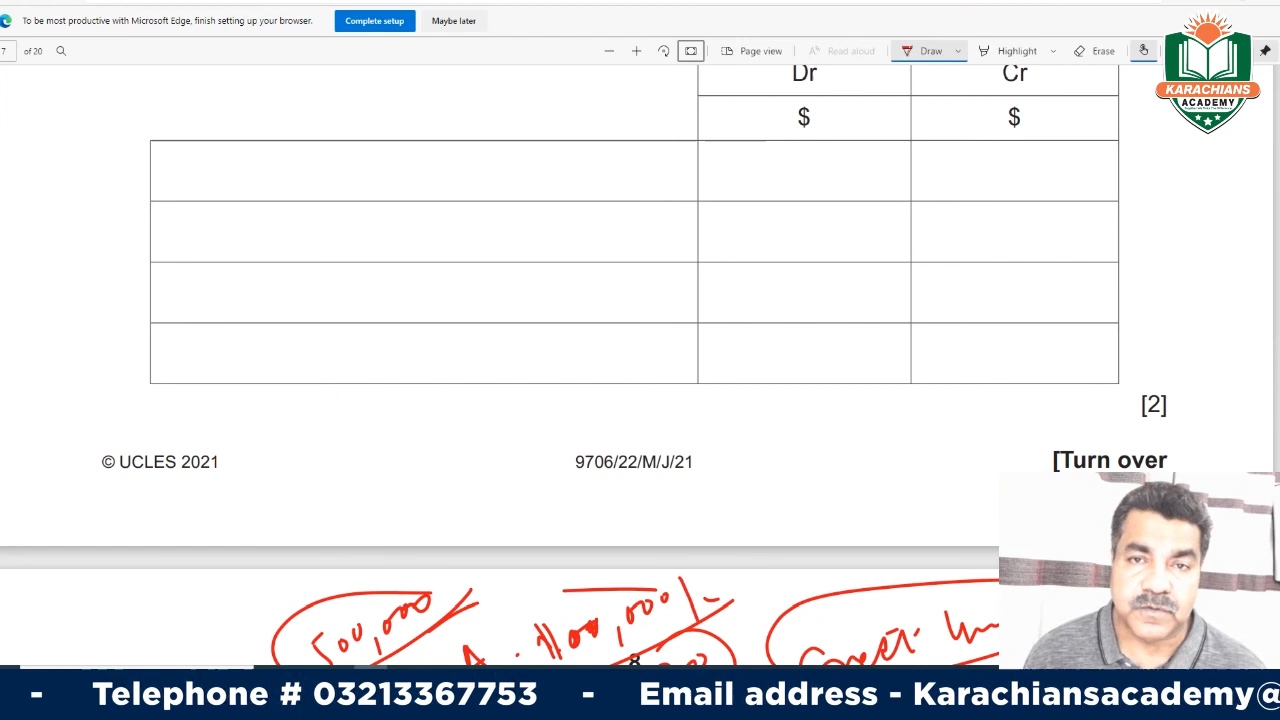 To be most productive with Microsoft Edge, finish setting up your browser.
Complete setup
Maybe later
7 of 20
Page view
Read aloud
Draw
Highlight
Erase
KARACHIANS
ACADEMY
Dr
Cr
$
$
[2]
© UCLES 2021
9706/22/M/J/21
[Turn over
500,000
8
- Telephone # 03213367753 - Email address - Karachiansacademy@